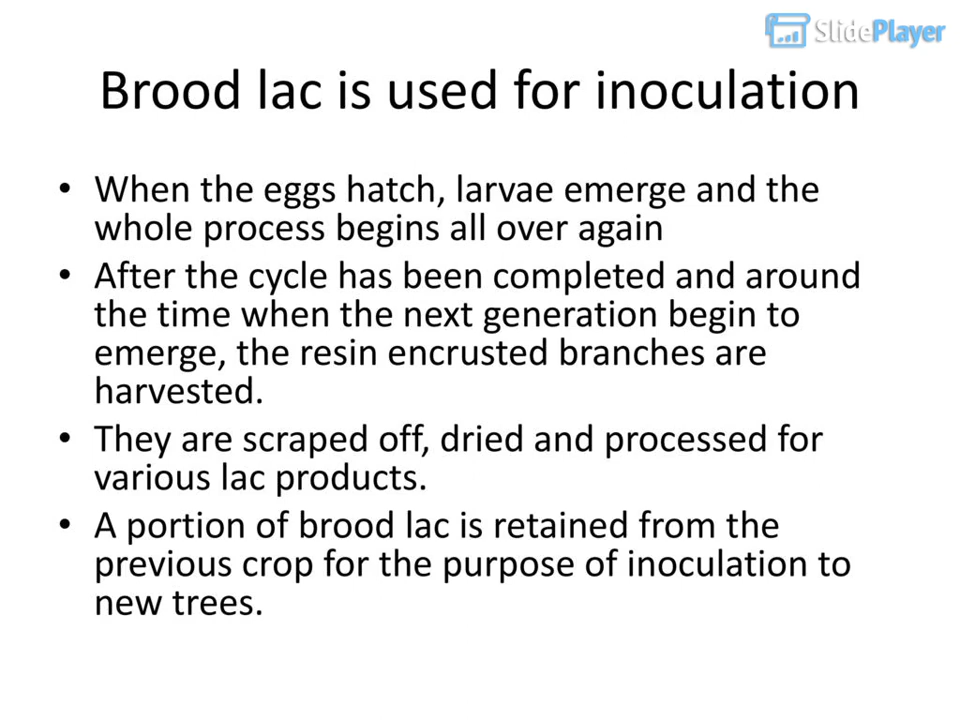 SlidePlayer
Brood lac is used for inoculation
• When the eggs hatch, larvae emerge and the
whole process begins all over again
• After the cycle has been completed and around
the time when the next generation begin to
emerge, the resin encrusted branches are
harvested.
• They are scraped off, dried and processed for
various lac products.
• A portion of brood lac is retained from the
previous crop for the purpose of inoculation to
new trees.